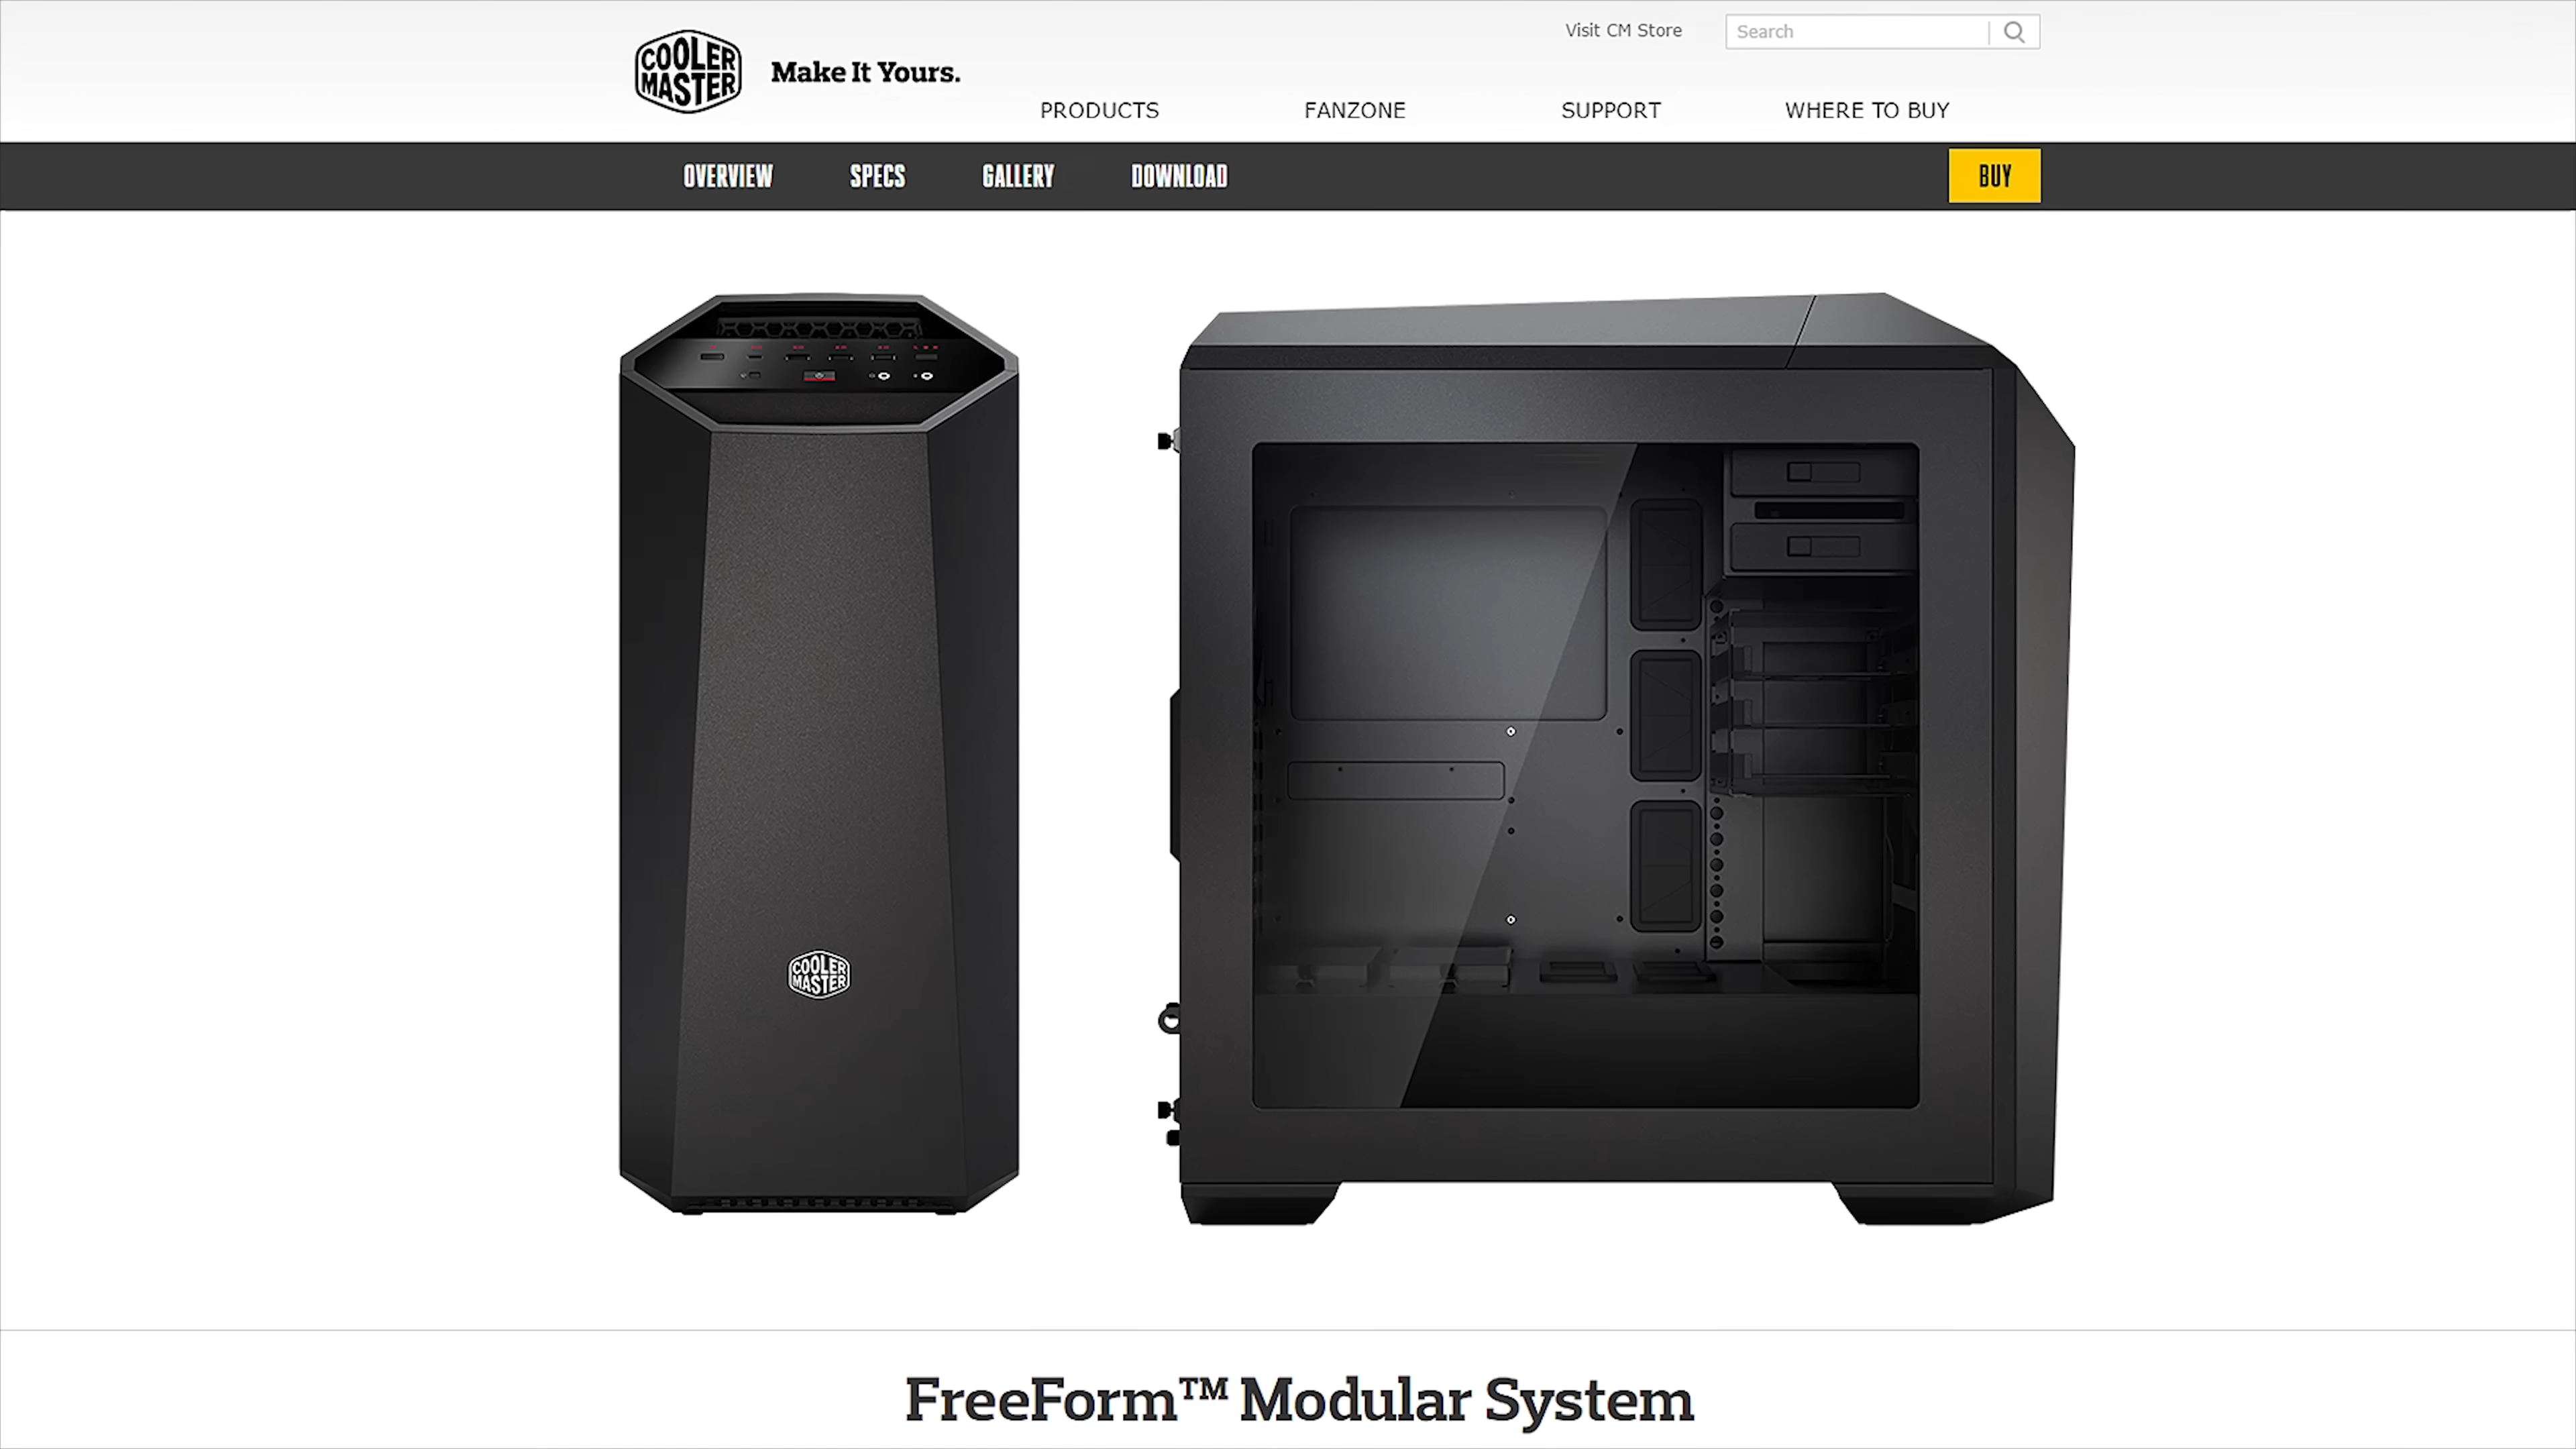 COOLER
MASTER
Make It Yours.
Visit CM Store
Search
PRODUCTS
FANZONE
SUPPORT
WHERE TO BUY
OVERVIEW
SPECS
GALLERY
DOWNLOAD
BUY
COOLER
MASTER
FreeForm™ Modular System